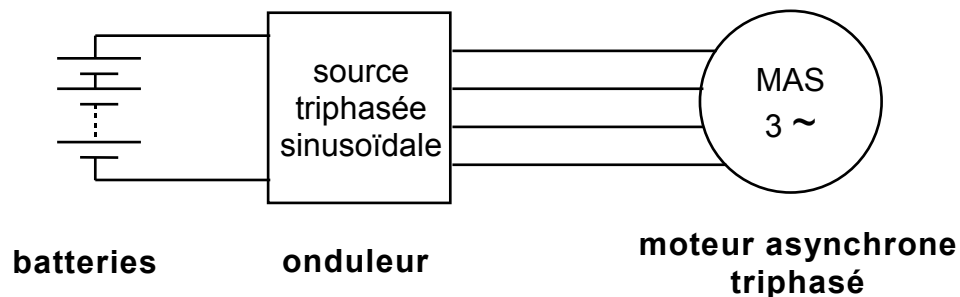 source
triphasée
sinusoïdale
MAS
3 ~
batteries
onduleur
moteur asynchrone
triphasé